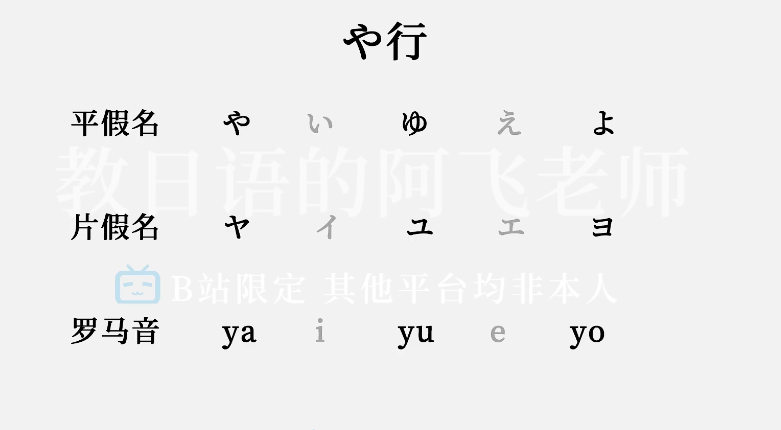 や行
平假名 や い ゆ え よ
教日语的阿飞老师
片假名 ヤ イ ユ エ ヨ
B站限定 其他平台均非本人
罗马音 ya i yu e yo